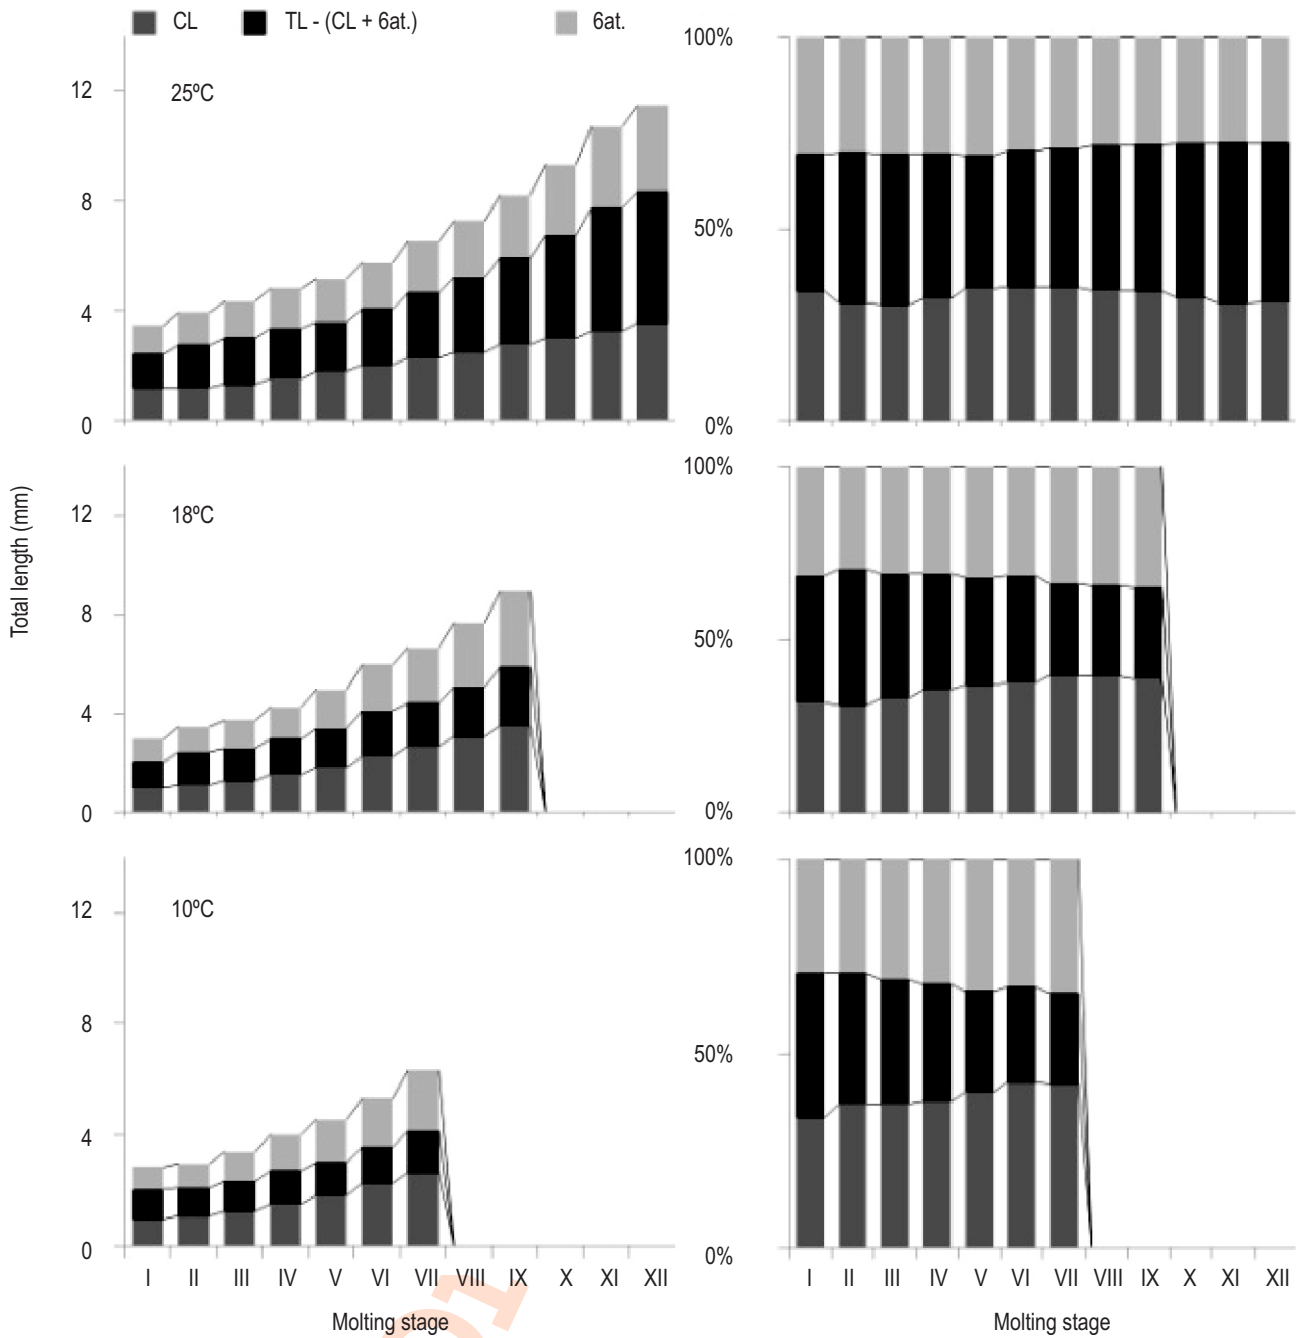 CL TL - (CL + 6at.) 6at.
25ºC
12
8
4
0
100%
50%
0%
18ºC
12
8
4
0
100%
50%
0%
10ºC
12
8
4
0
100%
50%
0%
Total length (mm)
I II III IV V VI VII VIII IX X XI XII
I II III IV V VI VII VIII IX X XI XII
Molting stage
Molting stage